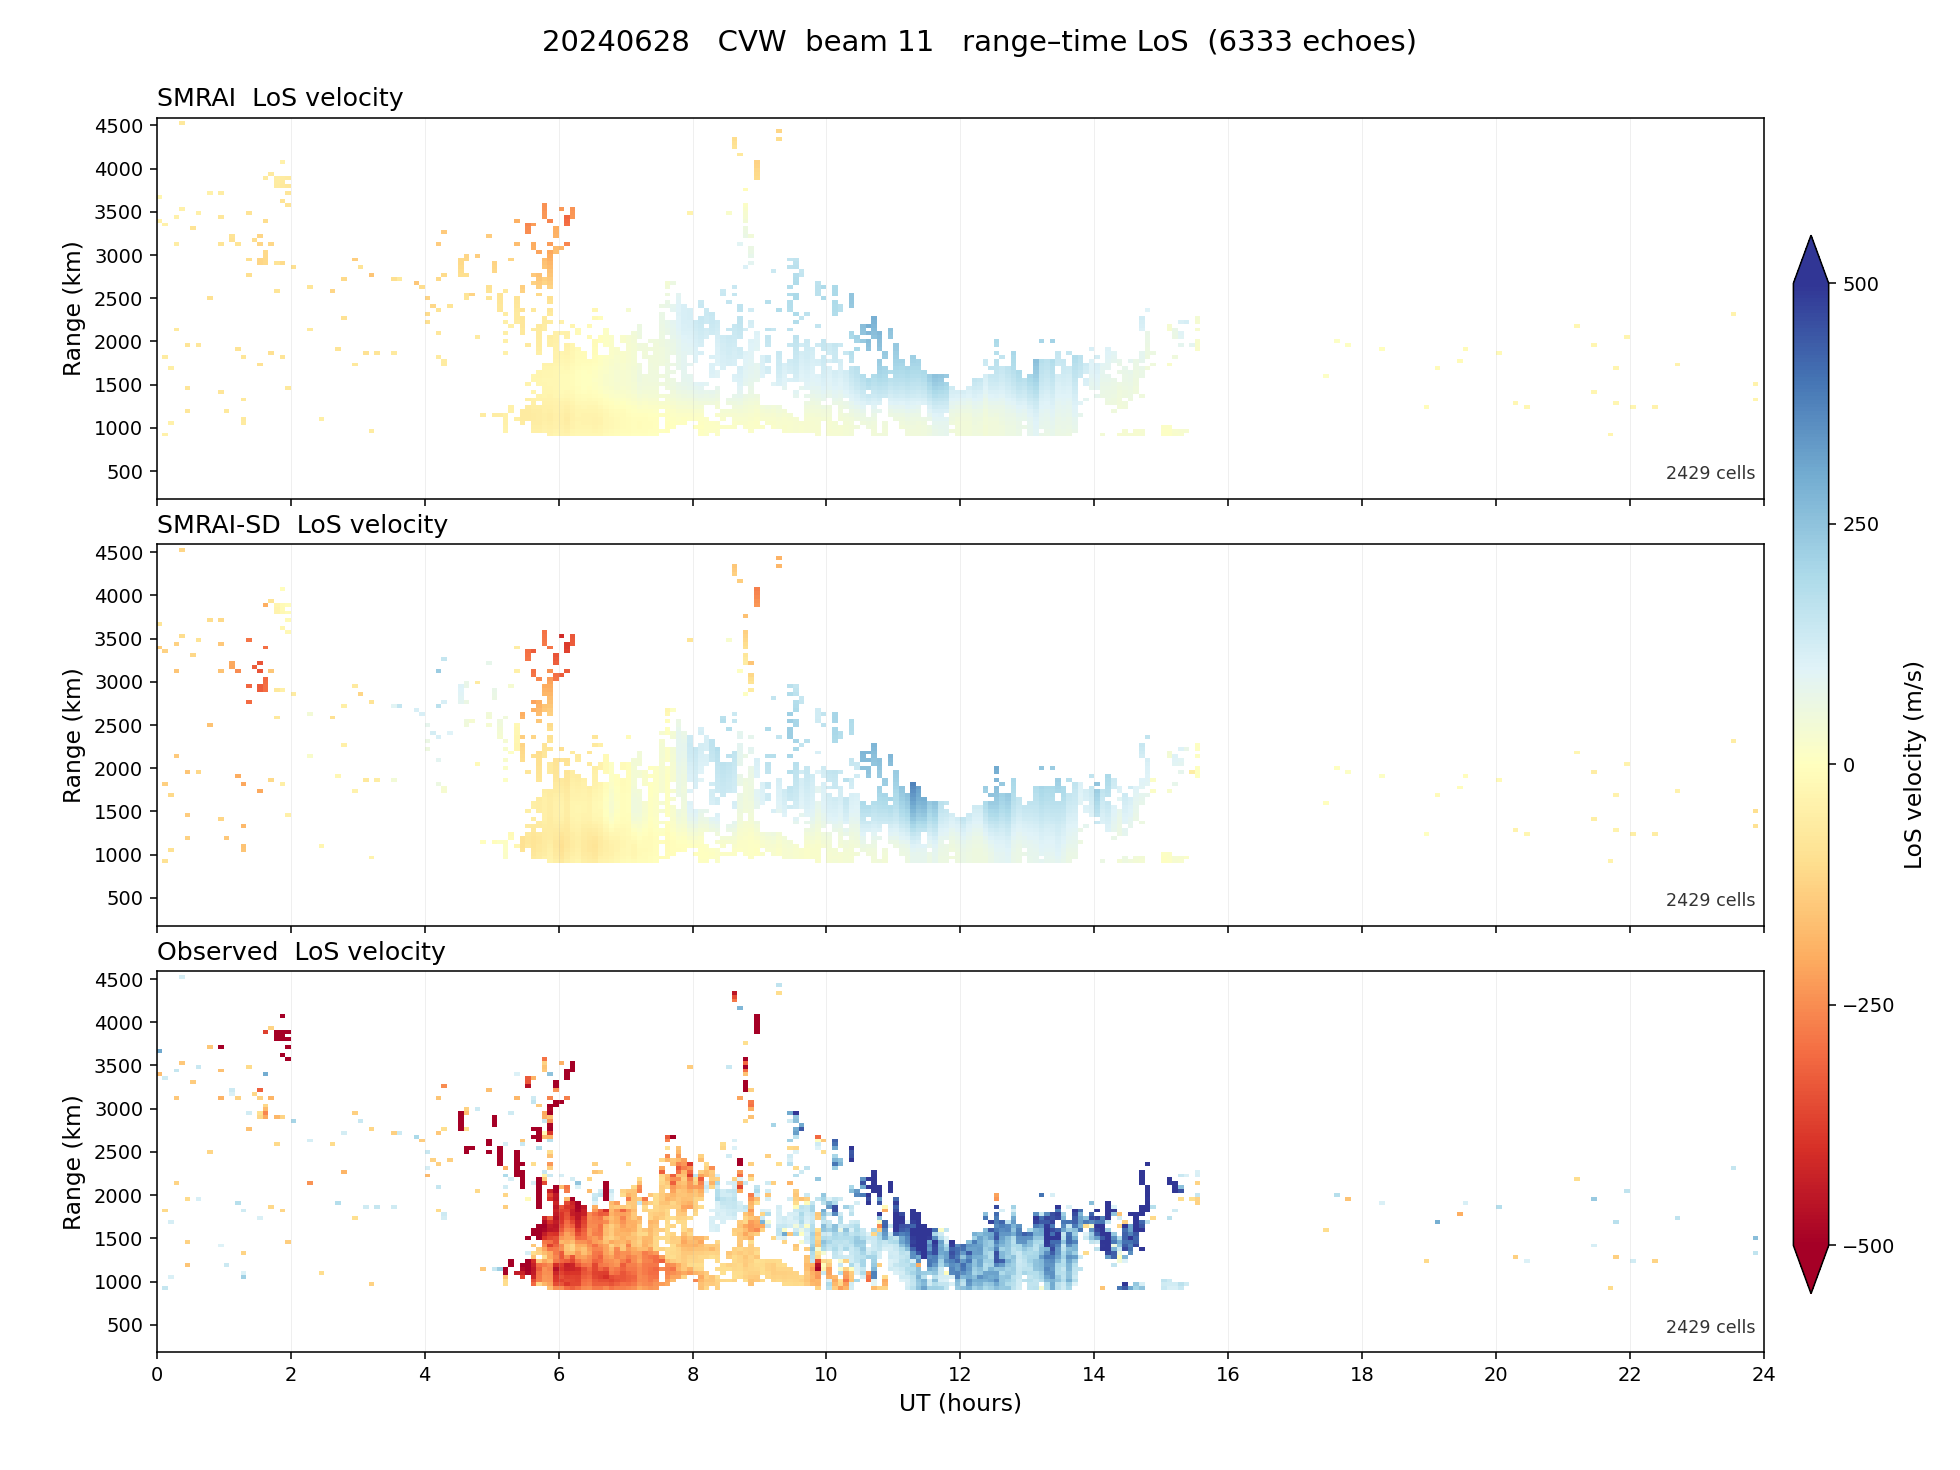 20240628   CVW  beam 11   range–time LoS  (6333 echoes)
SMRAI  LoS velocity
4500
4000
3500
3000
2500
2000
1500
1000
500
Range (km)
2429 cells
SMRAI-SD  LoS velocity
4500
4000
3500
3000
2500
2000
1500
1000
500
Range (km)
2429 cells
Observed  LoS velocity
4500
4000
3500
3000
2500
2000
1500
1000
500
Range (km)
2429 cells
0 2 4 6 8 10 12 14 16 18 20 22 24
UT (hours)
500
250
0
−250
−500
LoS velocity (m/s)